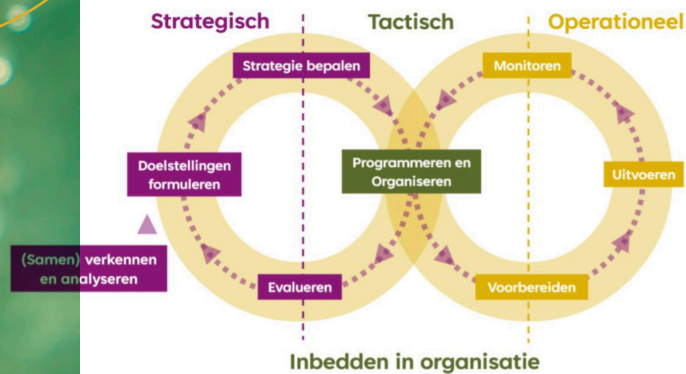 Strategisch
Tactisch
Operationeel
Strategie bepalen
Monitoren
Doelstellingen
formuleren
Programmeren en
Organiseren
Uitvoeren
(Samen) verkennen
en analyseren
Evalueren
Voorbereiden
Inbedden in organisatie